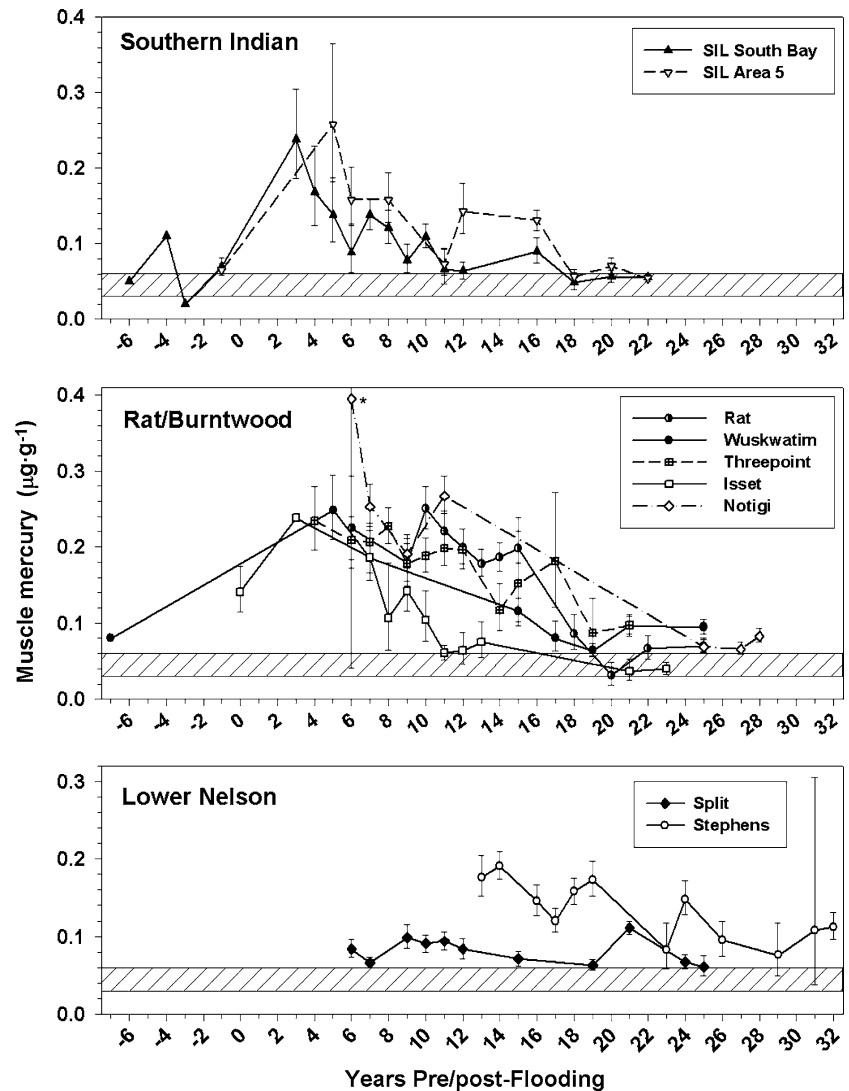 Southern Indian
SIL South Bay
SIL Area 5
0.4
0.3
0.2
0.1
0.0
-6 -4 -2 0 2 4 6 8 10 12 14 16 18 20 22 24 26 28 30 32
Rat/Burntwood
*
Rat
Wuskwatim
Threepoint
Isset
Notigi
Muscle mercury (µg·g-1)
0.4
0.3
0.2
0.1
0.0
-6 -4 -2 0 2 4 6 8 10 12 14 16 18 20 22 24 26 28 30 32
Lower Nelson
Split
Stephens
0.3
0.2
0.1
0.0
-6 -4 -2 0 2 4 6 8 10 12 14 16 18 20 22 24 26 28 30 32
Years Pre/post-Flooding